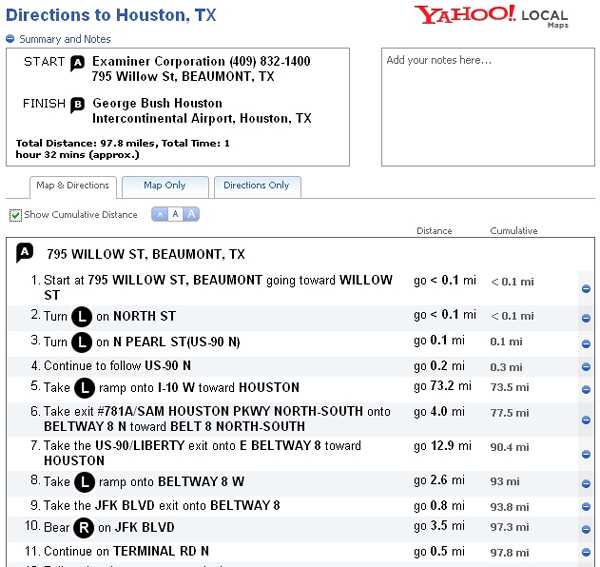 Directions to Houston, TX
YAHOO! LOCAL
Maps
Summary and Notes
START A Examiner Corporation (409) 832-1400
795 Willow St, BEAUMONT, TX
FINISH B George Bush Houston
Intercontinental Airport, Houston, TX
Total Distance: 97.8 miles, Total Time: 1
hour 32 mins (approx.)
Add your notes here...
Map & Directions Map Only Directions Only
Show Cumulative Distance A A A
Distance Cumulative
A 795 WILLOW ST, BEAUMONT, TX
1. Start at 795 WILLOW ST, BEAUMONT going toward WILLOW go < 0.1 mi < 0.1 mi
ST
2. Turn L on NORTH ST go < 0.1 mi < 0.1 mi
3. Turn L on N PEARL ST(US-90 N) go 0.1 mi 0.1 mi
4. Continue to follow US-90 N go 0.2 mi 0.3 mi
5. Take L ramp onto I-10 W toward HOUSTON go 73.2 mi 73.5 mi
6. Take exit #781A/SAM HOUSTON PKWY NORTH-SOUTH onto go 4.0 mi 77.5 mi
BELTWAY 8 N toward BELT 8 NORTH-SOUTH
7. Take the US-90/LIBERTY exit onto E BELTWAY 8 toward go 12.9 mi 90.4 mi
HOUSTON
8. Take L ramp onto BELTWAY 8 W go 2.6 mi 93 mi
9. Take the JFK BLVD exit onto BELTWAY 8 go 0.8 mi 93.8 mi
10. Bear R on JFK BLVD go 3.5 mi 97.3 mi
11. Continue on TERMINAL RD N go 0.5 mi 97.8 mi